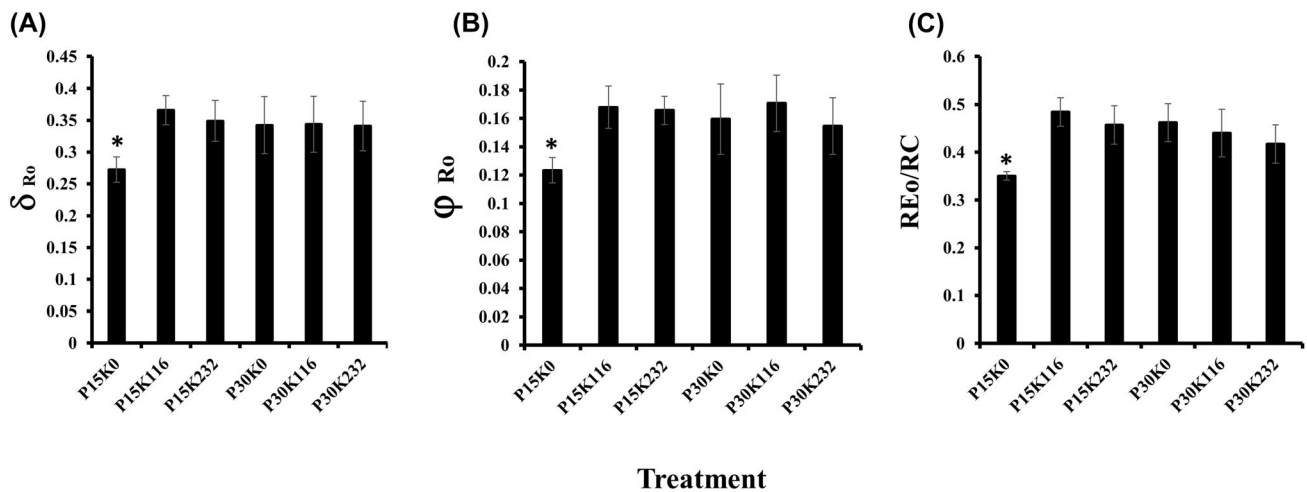 (A)
δ Ro
0.45
0.4
0.35
0.3
0.25
0.2
0.15
0.1
0.05
0
*
P15K0
P15K116
P15K232
P30K0
P30K116
P30K232
(B)
φ Ro
0.2
0.18
0.16
0.14
0.12
0.1
0.08
0.06
0.04
0.02
0
*
P15K0
P15K116
P15K232
P30K0
P30K116
P30K232
(C)
REo/RC
0.6
0.5
0.4
0.3
0.2
0.1
0
*
P15K0
P15K116
P15K232
P30K0
P30K116
P30K232
Treatment